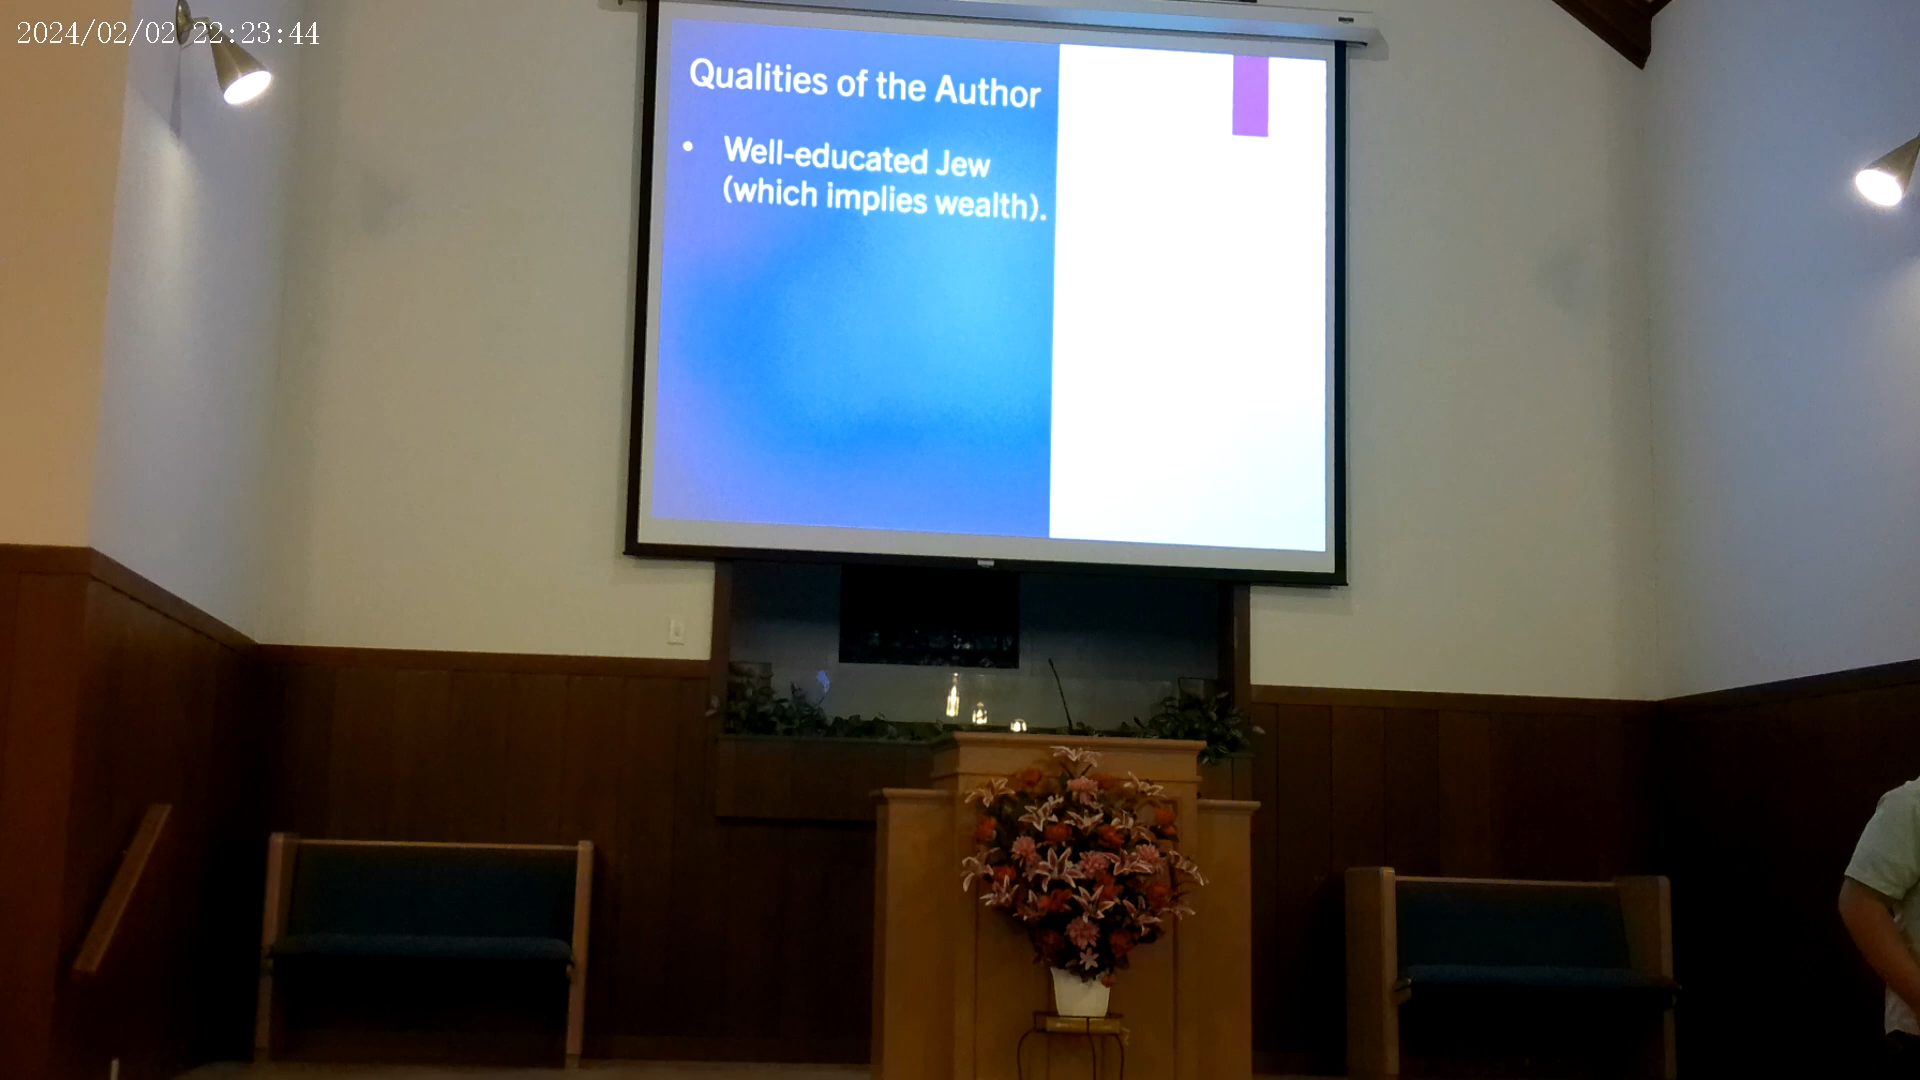 2024/02/02 22:23:44
Qualities of the Author
• Well-educated Jew
(which implies wealth).